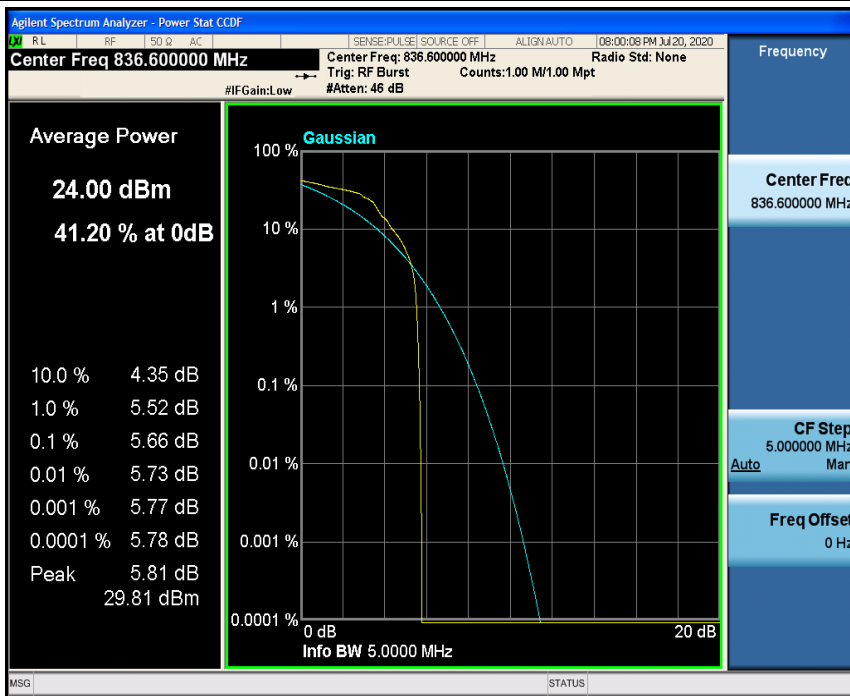 Agilent Spectrum Analyzer - Power Stat CCDF
LXI RL RF 50 Ω AC SENSE:PULSE SOURCE OFF ALIGN AUTO 08:00:08 PM Jul 20, 2020
Center Freq 836.600000 MHz
Center Freq: 836.600000 MHz Radio Std: None
Trig: RF Burst Counts:1.00 M/1.00 Mpt
#IFGain:Low #Atten: 46 dB
Frequency
Average Power
24.00 dBm
41.20 % at 0dB
10.0 % 4.35 dB
1.0 % 5.52 dB
0.1 % 5.66 dB
0.01 % 5.73 dB
0.001 % 5.77 dB
0.0001 % 5.78 dB
Peak 5.81 dB
29.81 dBm
Gaussian
100 %
10 %
1 %
0.1 %
0.01 %
0.001 %
0.0001 %
0 dB 20 dB
Info BW 5.0000 MHz
Center Freq
836.600000 MHz
CF Step
5.000000 MHz
Auto Man
Freq Offset
0 Hz
MSG STATUS